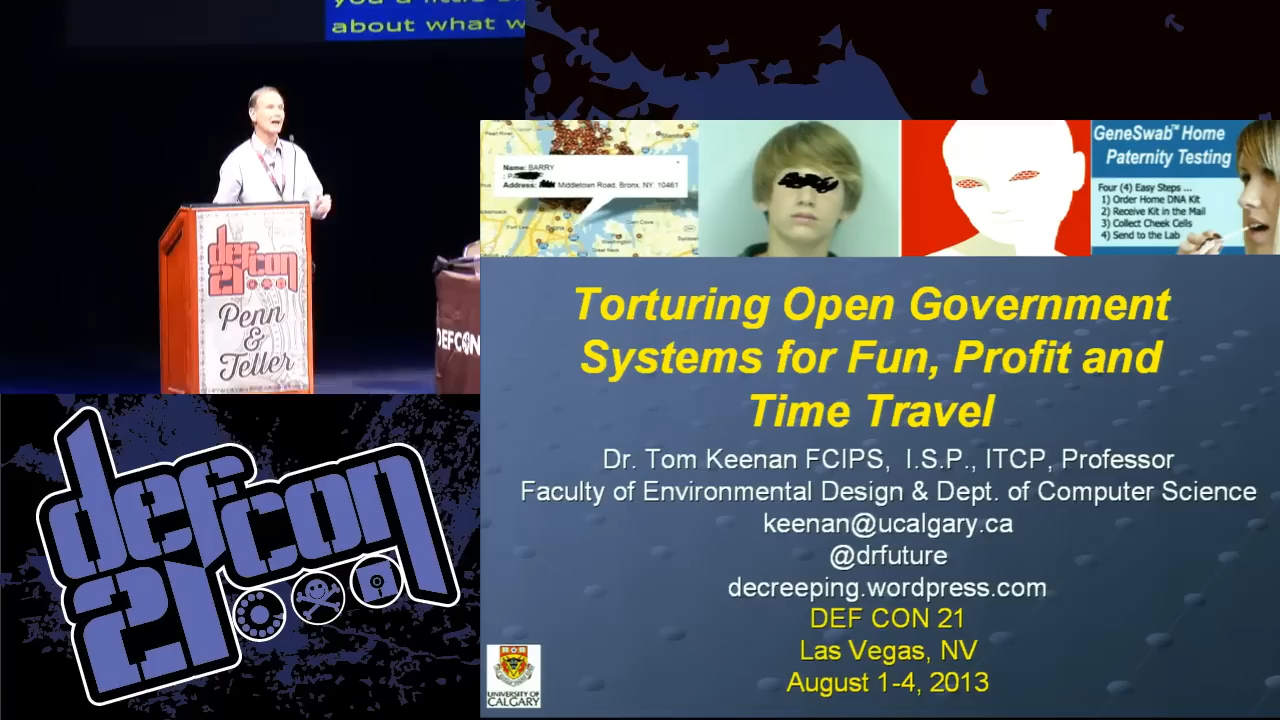 you a little
about what w
defcon
21
Penn
&
Teller
DEFCON
Name: BARRY
Address: Middletown Road, Bronx, NY, 10461
GeneSwab™ Home
Paternity Testing
Four (4) Easy Steps ...
1) Order Home DNA Kit
2) Receive Kit in the Mail
3) Collect Cheek Cells
4) Send to the Lab
Torturing Open Government
Systems for Fun, Profit and
Time Travel
Dr. Tom Keenan FCIPS, I.S.P., ITCP, Professor
Faculty of Environmental Design & Dept. of Computer Science
keenan@ucalgary.ca
@drfuture
decreeping.wordpress.com
DEF CON 21
Las Vegas, NV
August 1-4, 2013
UNIVERSITY OF
CALGARY
defcon
21